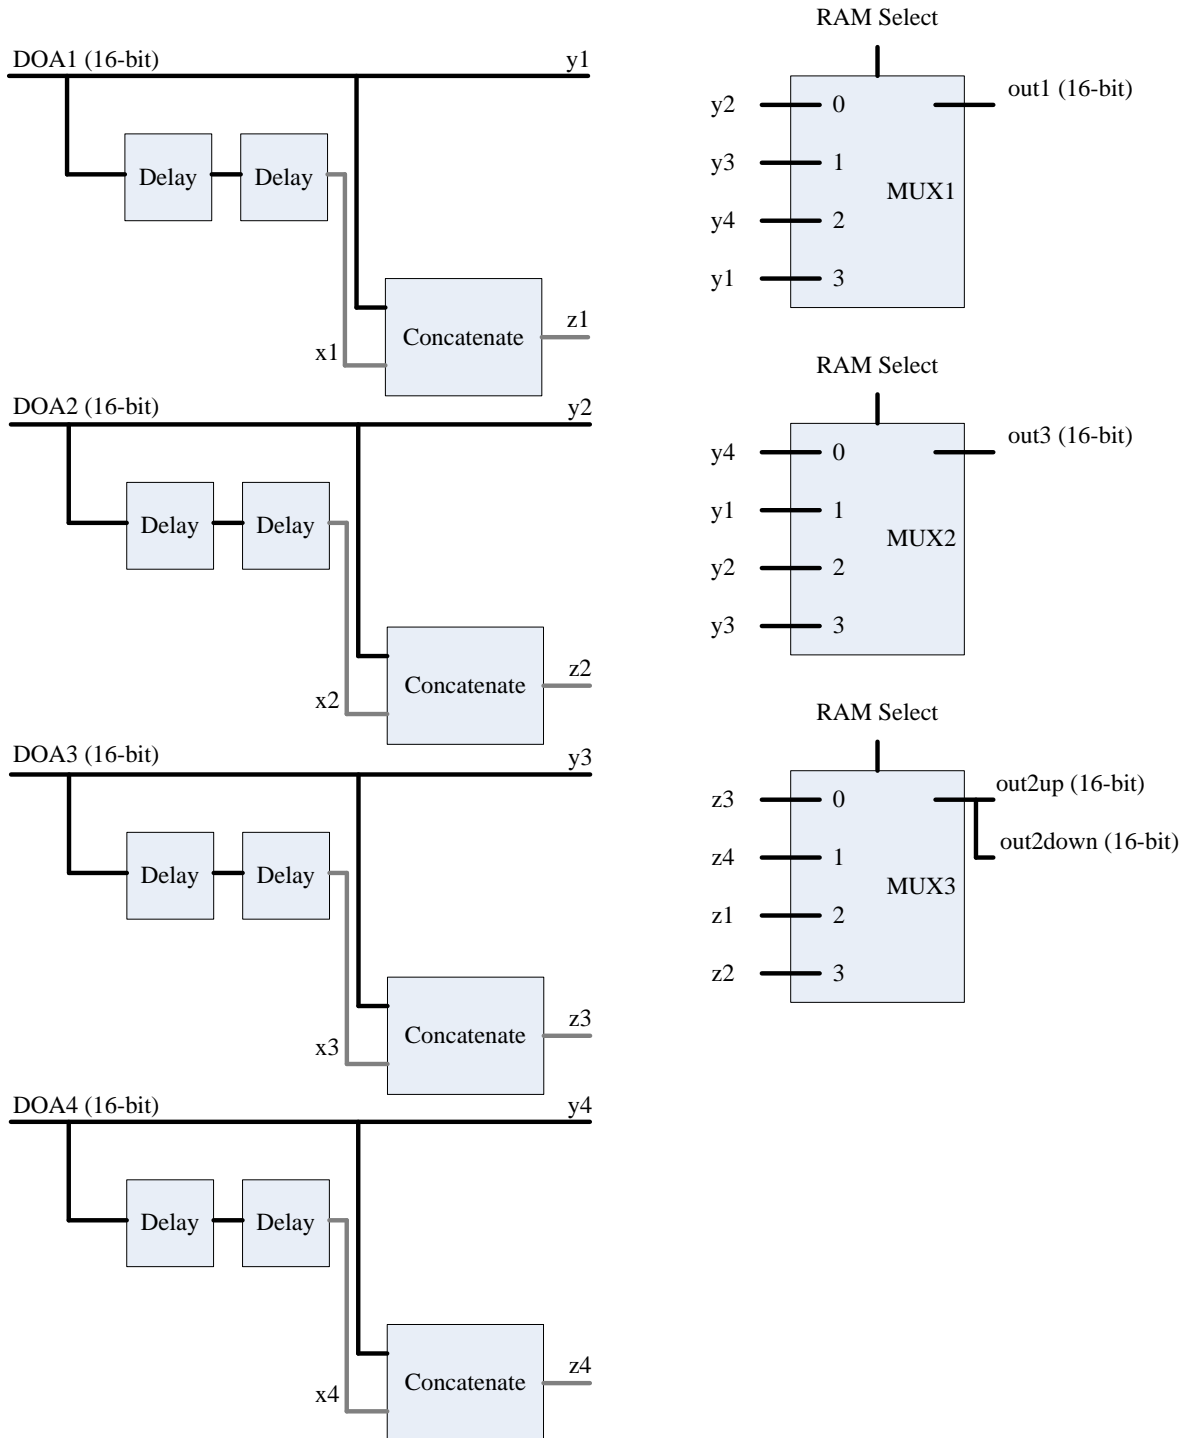 DOA1 (16-bit) y1
Delay Delay
Concatenate
z1
x1
DOA2 (16-bit) y2
Delay Delay
Concatenate
z2
x2
DOA3 (16-bit) y3
Delay Delay
Concatenate
z3
x3
DOA4 (16-bit) y4
Delay Delay
Concatenate
z4
x4
RAM Select
y2 0 out1 (16-bit)
y3 1
MUX1
y4 2
y1 3
RAM Select
y4 0 out3 (16-bit)
y1 1
MUX2
y2 2
y3 3
RAM Select
z3 0 out2up (16-bit)
out2down (16-bit)
z4 1
MUX3
z1 2
z2 3